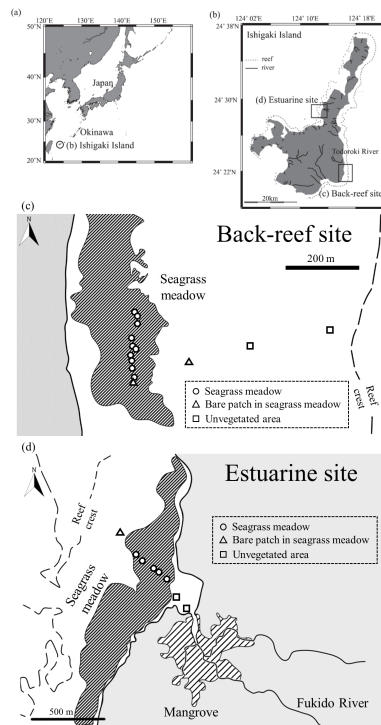 (a)
120°E 130°E 140°E 150°E
50°N
40°N
30°N
20°N
Japan
Okinawa
(b) Ishigaki Island
(b)
124° 02' 124° 10' 124° 18'
24° 38'
24° 30'
24° 22'
Ishigaki Island
reef
river
(d) Estuarine site
Todoroki River
20km
(c) Back-reef site
(c)
N
Back-reef site
200 m
Seagrass
meadow
Seagrass meadow
Bare patch in seagrass meadow
Unvegetated area
Reef
crest
(d)
N
Estuarine site
Reef
crest
Seagrass meadow
Bare patch in seagrass meadow
Unvegetated area
Seagrass
meadow
500 m
Mangrove
Fukido River